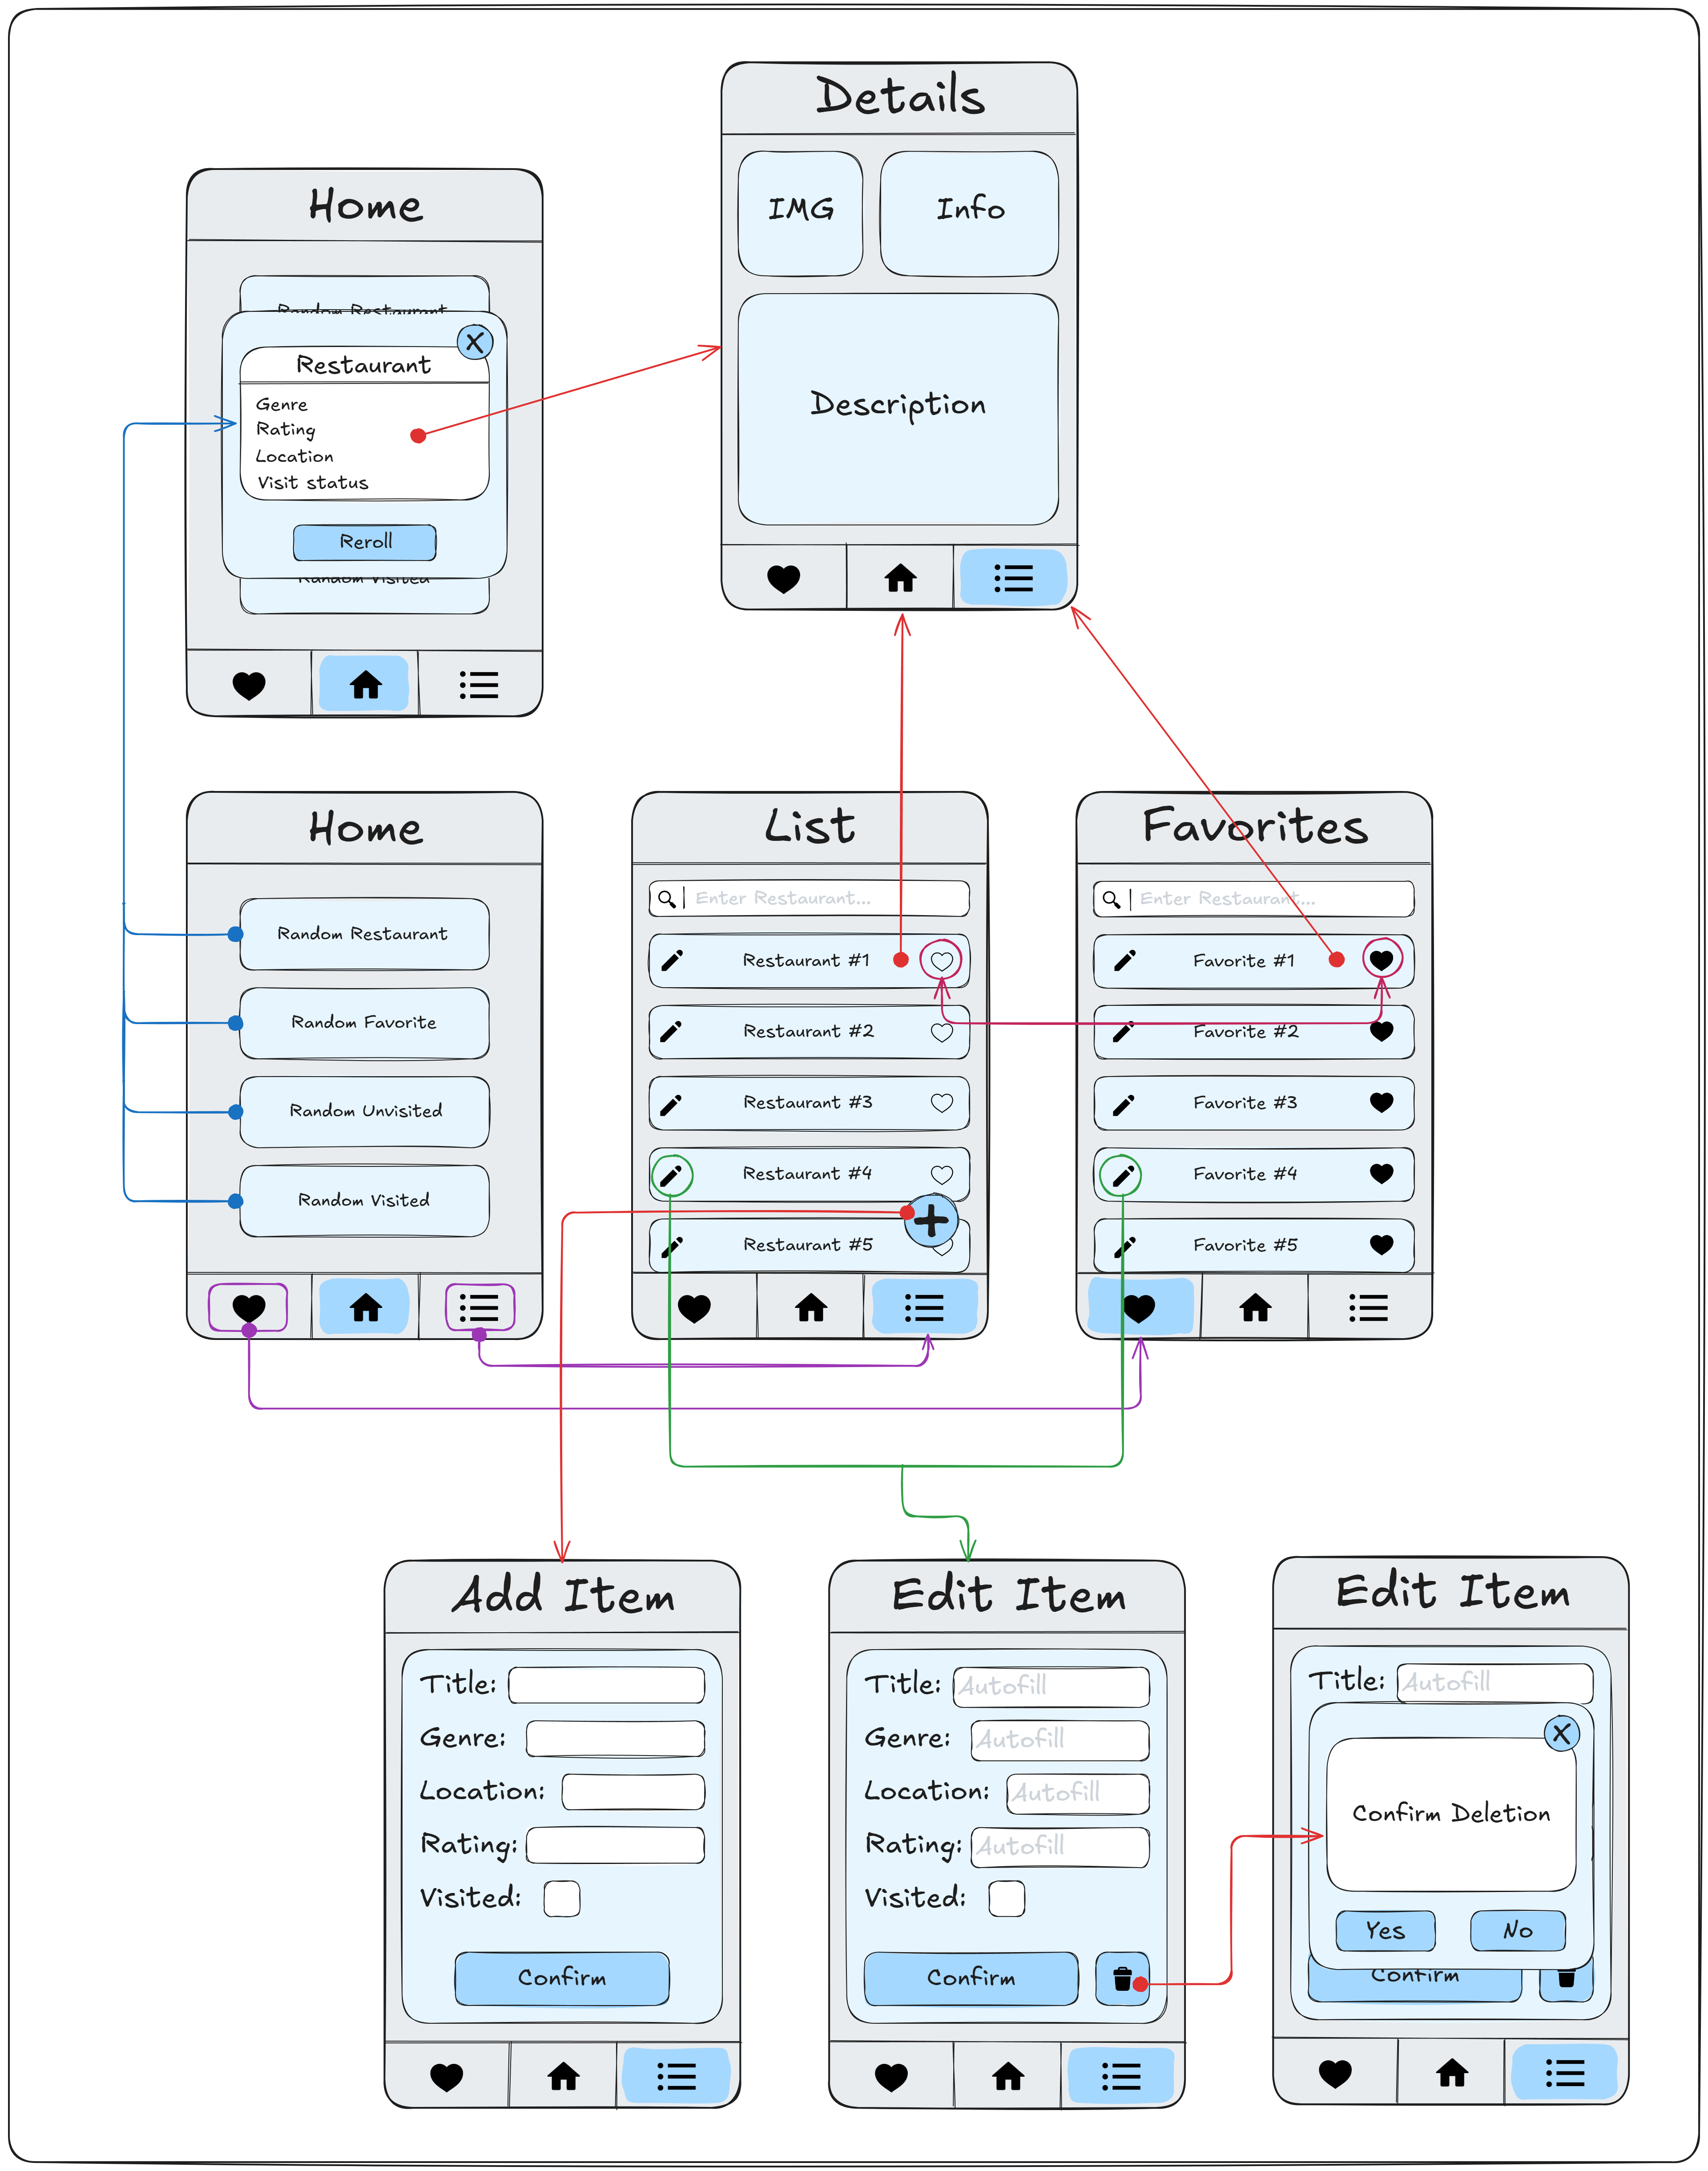 Details
IMG
Info
Description
Home
Random Restaurant
Restaurant
Genre
Rating
Location
Visit status
Reroll
Random Visited
Home
Random Restaurant
Random Favorite
Random Unvisited
Random Visited
List
Enter Restaurant...
Restaurant #1
Restaurant #2
Restaurant #3
Restaurant #4
Restaurant #5
Favorites
Enter Restaurant...
Favorite #1
Favorite #2
Favorite #3
Favorite #4
Favorite #5
Add Item
Title:
Genre:
Location:
Rating:
Visited:
Confirm
Edit Item
Title: Autofill
Genre: Autofill
Location: Autofill
Rating: Autofill
Visited:
Confirm
Edit Item
Title: Autofill
X
Confirm Deletion
Yes
No
Confirm